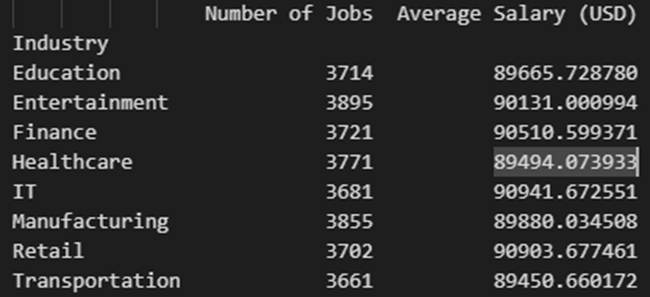 Number of Jobs Average Salary (USD)
Industry
Education 3714 89665.728780
Entertainment 3895 90131.000994
Finance 3721 90510.599371
Healthcare 3771 89494.073933
IT 3681 90941.672551
Manufacturing 3855 89880.034508
Retail 3702 90903.677461
Transportation 3661 89450.660172